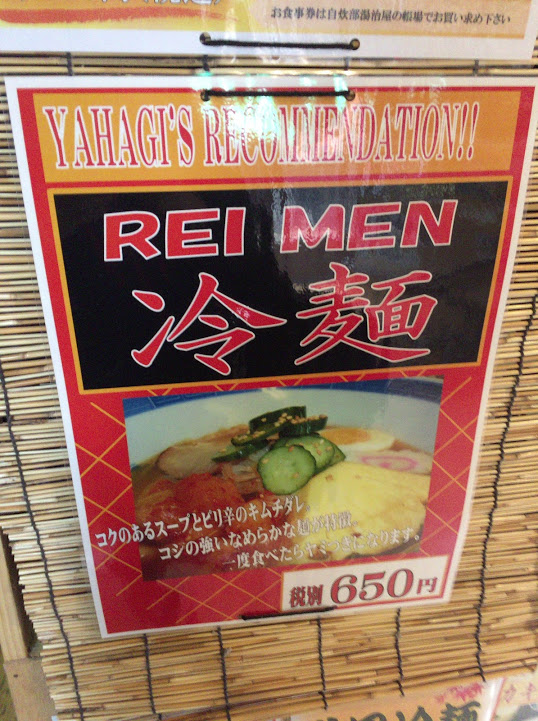 お食事券は自炊部湯治屋の帳場でお買い求め下さい
YAHAGI'S RECOMMENDATION!!
REI MEN
冷麺
コクのあるスープとピリ辛のキムチダレ。
コシの強いなめらかな麺が特徴
一度食べたらヤミつきになります。
税別 650円